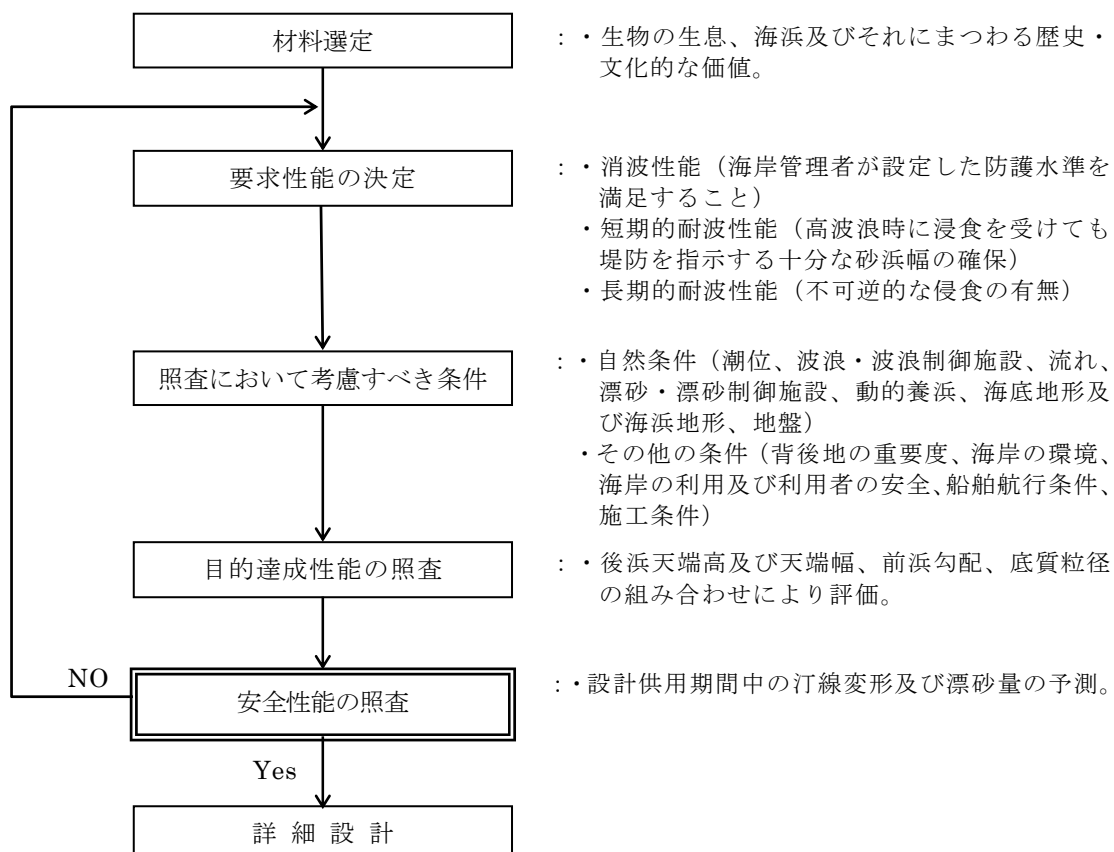 材料選定
：・生物の生息、海浜及びそれにまつわる歴史・
文化的な価値。
要求性能の決定
：・消波性能（海岸管理者が設定した防護水準を
満足すること）
・短期的耐波性能（高波浪時に浸食を受けても
堤防を指示する十分な砂浜幅の確保）
・長期的耐波性能（不可逆的な侵食の有無）
照査において考慮すべき条件
：・自然条件（潮位、波浪・波浪制御施設、流れ、
漂砂・漂砂制御施設、動的養浜、海底地形及
び海浜地形、地盤）
・その他の条件（背後地の重要度、海岸の環境、
海岸の利用及び利用者の安全、船舶航行条件、
施工条件）
目的達成性能の照査
：・後浜天端高及び天端幅、前浜勾配、底質粒径
の組み合わせにより評価。
NO
安全性能の照査
：・設計供用期間中の汀線変形及び漂砂量の予測。
Yes
詳 細 設 計